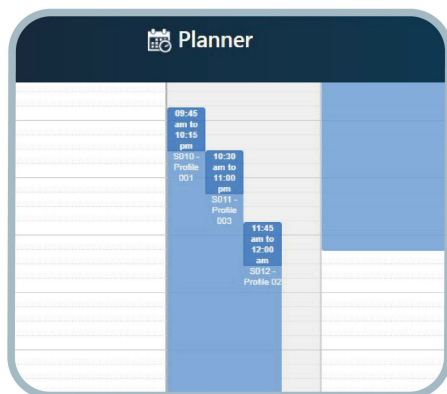 Planner
09:45
am to
10:15
pm
S010 -
Profile
001
10:30
am to
11:00
pm
S011 -
Profile
003
11:45
am to
12:00
am
S012 -
Profile 02